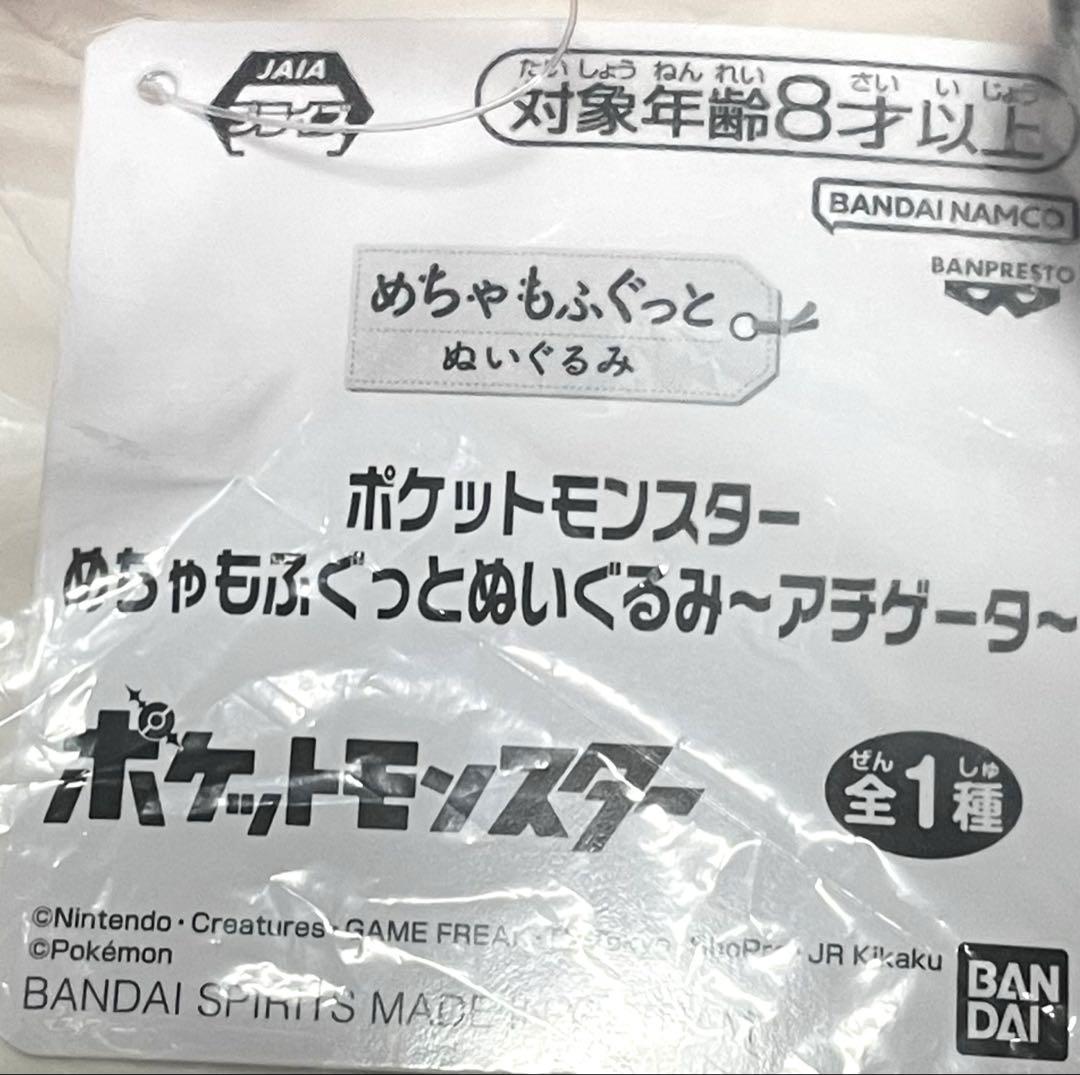 JAIA
プライズ
たいしょうねんれい さいいじょう
対象年齢8才以上
BANDAI NAMCO
BANPRESTO
めちゃもふぐっと
ぬいぐるみ
ポケットモンスター
めちゃもふぐっとぬいぐるみ~アチゲータ~
ポケットモンスター
ぜん しゅ
全1種
©Nintendo・Creatures・GAME FREAK・ ShoPro・JR Kikaku
©Pokémon
BANDAI SPIRITS MADE
BAN
DAI